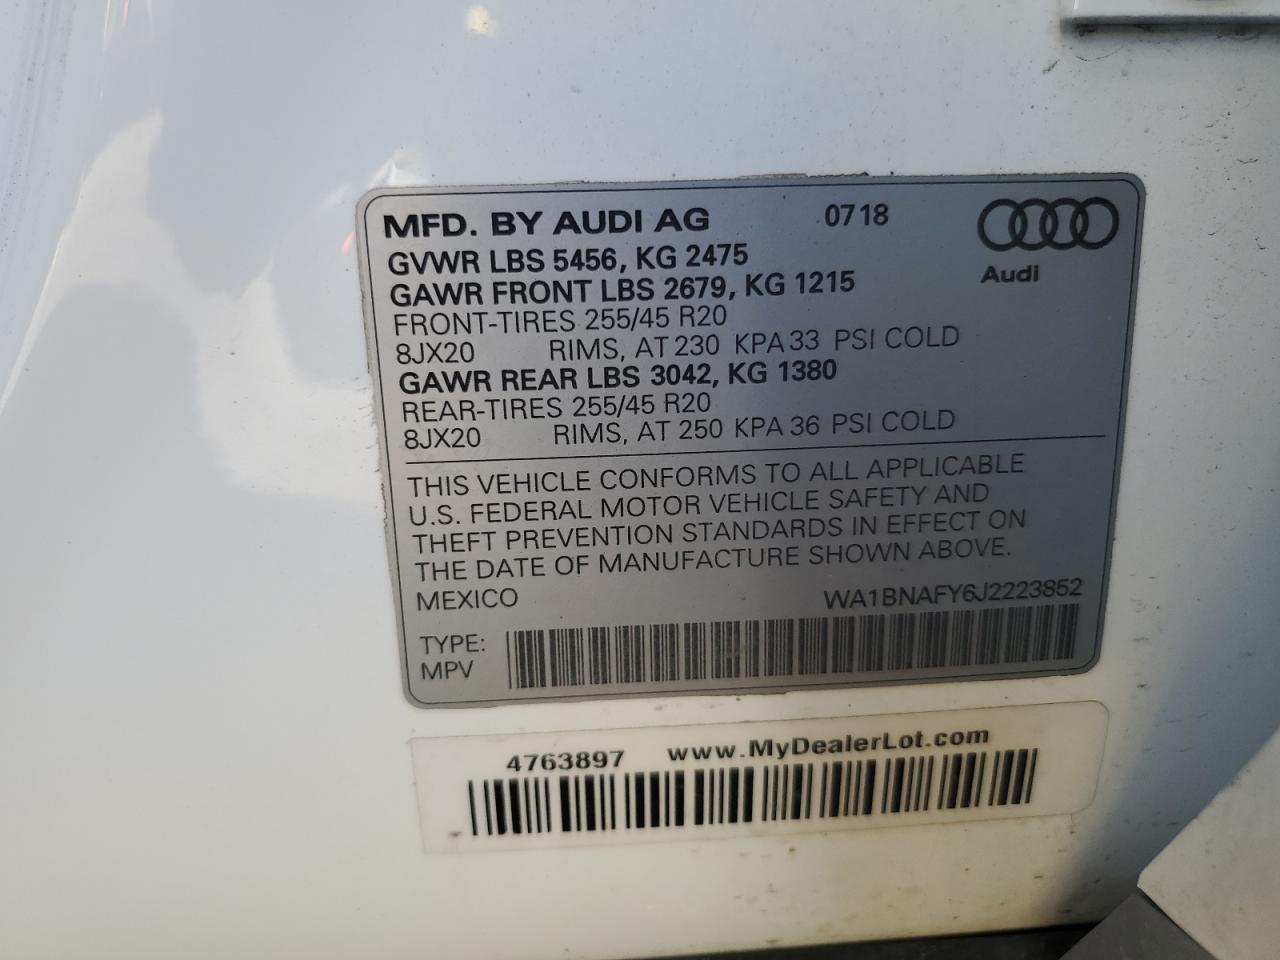 MFD. BY AUDI AG 0718
Audi
GVWR LBS 5456, KG 2475
GAWR FRONT LBS 2679, KG 1215
FRONT-TIRES 255/45 R20
8JX20 RIMS, AT 230 KPA 33 PSI COLD
GAWR REAR LBS 3042, KG 1380
REAR-TIRES 255/45 R20
8JX20 RIMS, AT 250 KPA 36 PSI COLD
THIS VEHICLE CONFORMS TO ALL APPLICABLE
U.S. FEDERAL MOTOR VEHICLE SAFETY AND
THEFT PREVENTION STANDARDS IN EFFECT ON
THE DATE OF MANUFACTURE SHOWN ABOVE.
MEXICO WA1BNAFY6J2223852
TYPE:
MPV
4763897 www.MyDealerLot.com